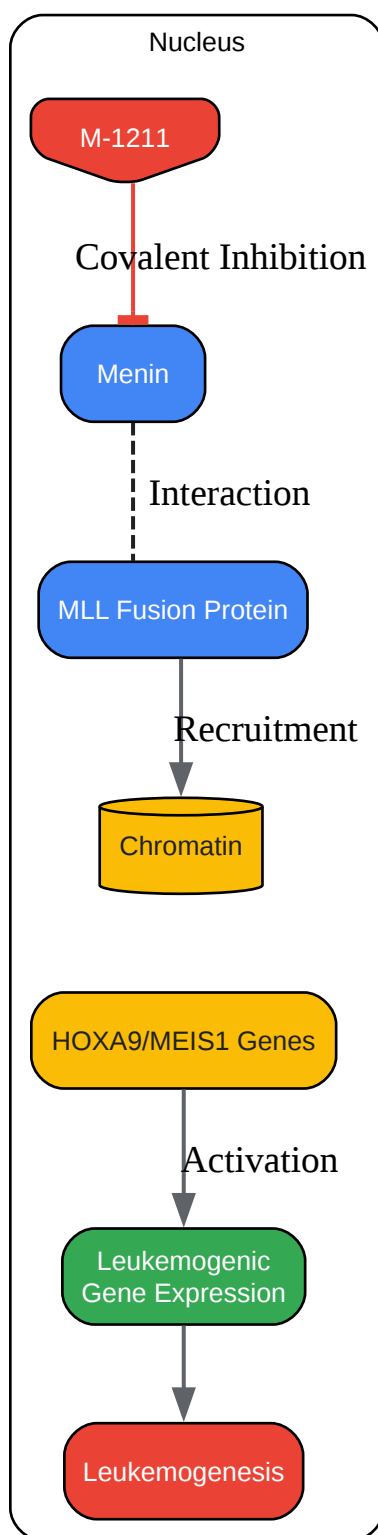 Nucleus
M-1211
Covalent Inhibition
Menin
Interaction
MLL Fusion Protein
Recruitment
Chromatin
HOXA9/MEIS1 Genes
Activation
Leukemogenic
Gene Expression
Leukemogenesis